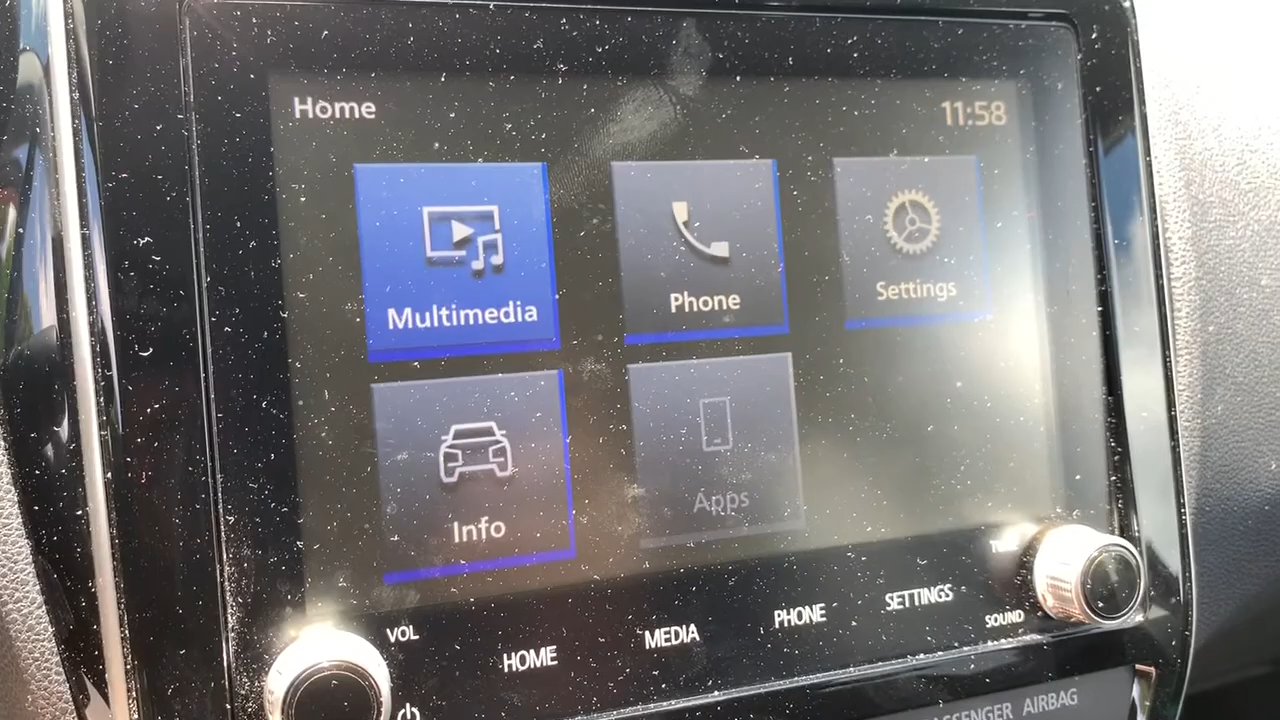 Home
11:58
Multimedia
Phone
Settings
Info
Apps
VOL
HOME
MEDIA
PHONE
SETTINGS
SOUND
AIRBAG